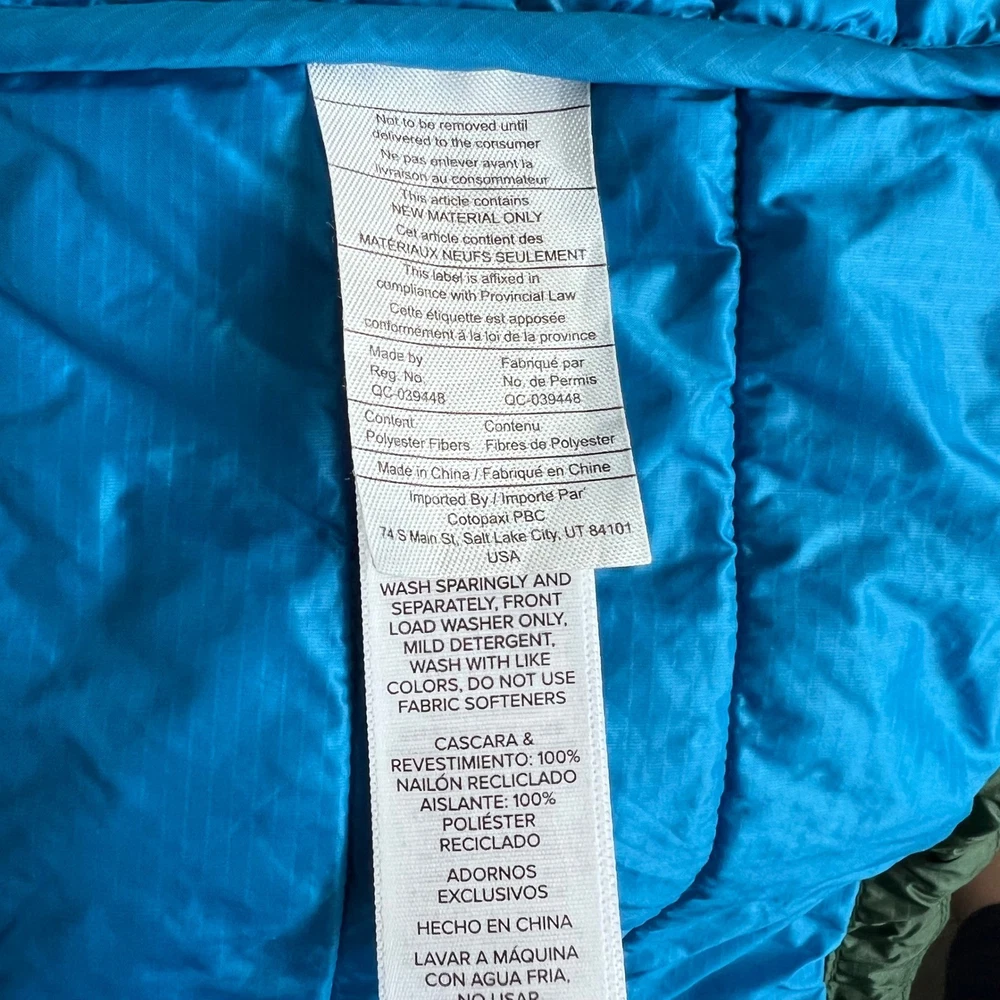 Not to be removed until
delivered to the consumer
Ne pas enlever avant la
livraison au consommateur
This article contains
NEW MATERIAL ONLY
Cet article contient des
MATÉRIAUX NEUFS SEULEMENT
This label is affixed in
compliance with Provincial Law
Cette étiquette est apposée
conformément à la loi de la province
Made by Fabriqué par
Reg. No. No. de Permis
QC-039448 QC-039448
Content Contenu
Polyester Fibers Fibres de Polyester
Made in China / Fabriqué en Chine
Imported By / Importé Par
Cotopaxi PBC
74 S Main St, Salt Lake City, UT 84101
USA
WASH SPARINGLY AND
SEPARATELY, FRONT
LOAD WASHER ONLY,
MILD DETERGENT,
WASH WITH LIKE
COLORS, DO NOT USE
FABRIC SOFTENERS
CASCARA &
REVESTIMIENTO: 100%
NAILÓN RECLICLADO
AISLANTE: 100%
POLIÉSTER
RECICLADO
ADORNOS
EXCLUSIVOS
HECHO EN CHINA
LAVAR A MÁQUINA
CON AGUA FRIA,
NO USAR